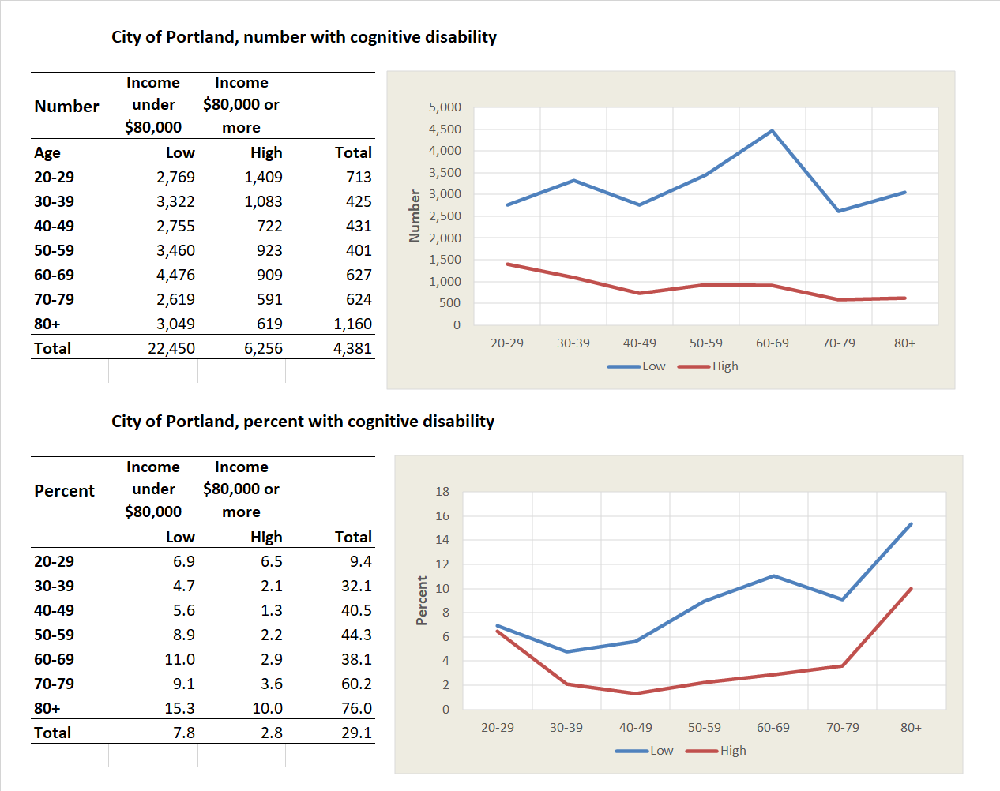 City of Portland, number with cognitive disability
Number Income under $80,000 Income $80,000 or more
Age Low High Total
20-29 2,769 1,409 713
30-39 3,322 1,083 425
40-49 2,755 722 431
50-59 3,460 923 401
60-69 4,476 909 627
70-79 2,619 591 624
80+ 3,049 619 1,160
Total 22,450 6,256 4,381
Number
5,000
4,500
4,000
3,500
3,000
2,500
2,000
1,500
1,000
500
0
20-29 30-39 40-49 50-59 60-69 70-79 80+
Low High
City of Portland, percent with cognitive disability
Percent Income under $80,000 Income $80,000 or more
Low High Total
20-29 6.9 6.5 9.4
30-39 4.7 2.1 32.1
40-49 5.6 1.3 40.5
50-59 8.9 2.2 44.3
60-69 11.0 2.9 38.1
70-79 9.1 3.6 60.2
80+ 15.3 10.0 76.0
Total 7.8 2.8 29.1
Percent
18
16
14
12
10
8
6
4
2
0
20-29 30-39 40-49 50-59 60-69 70-79 80+
Low High